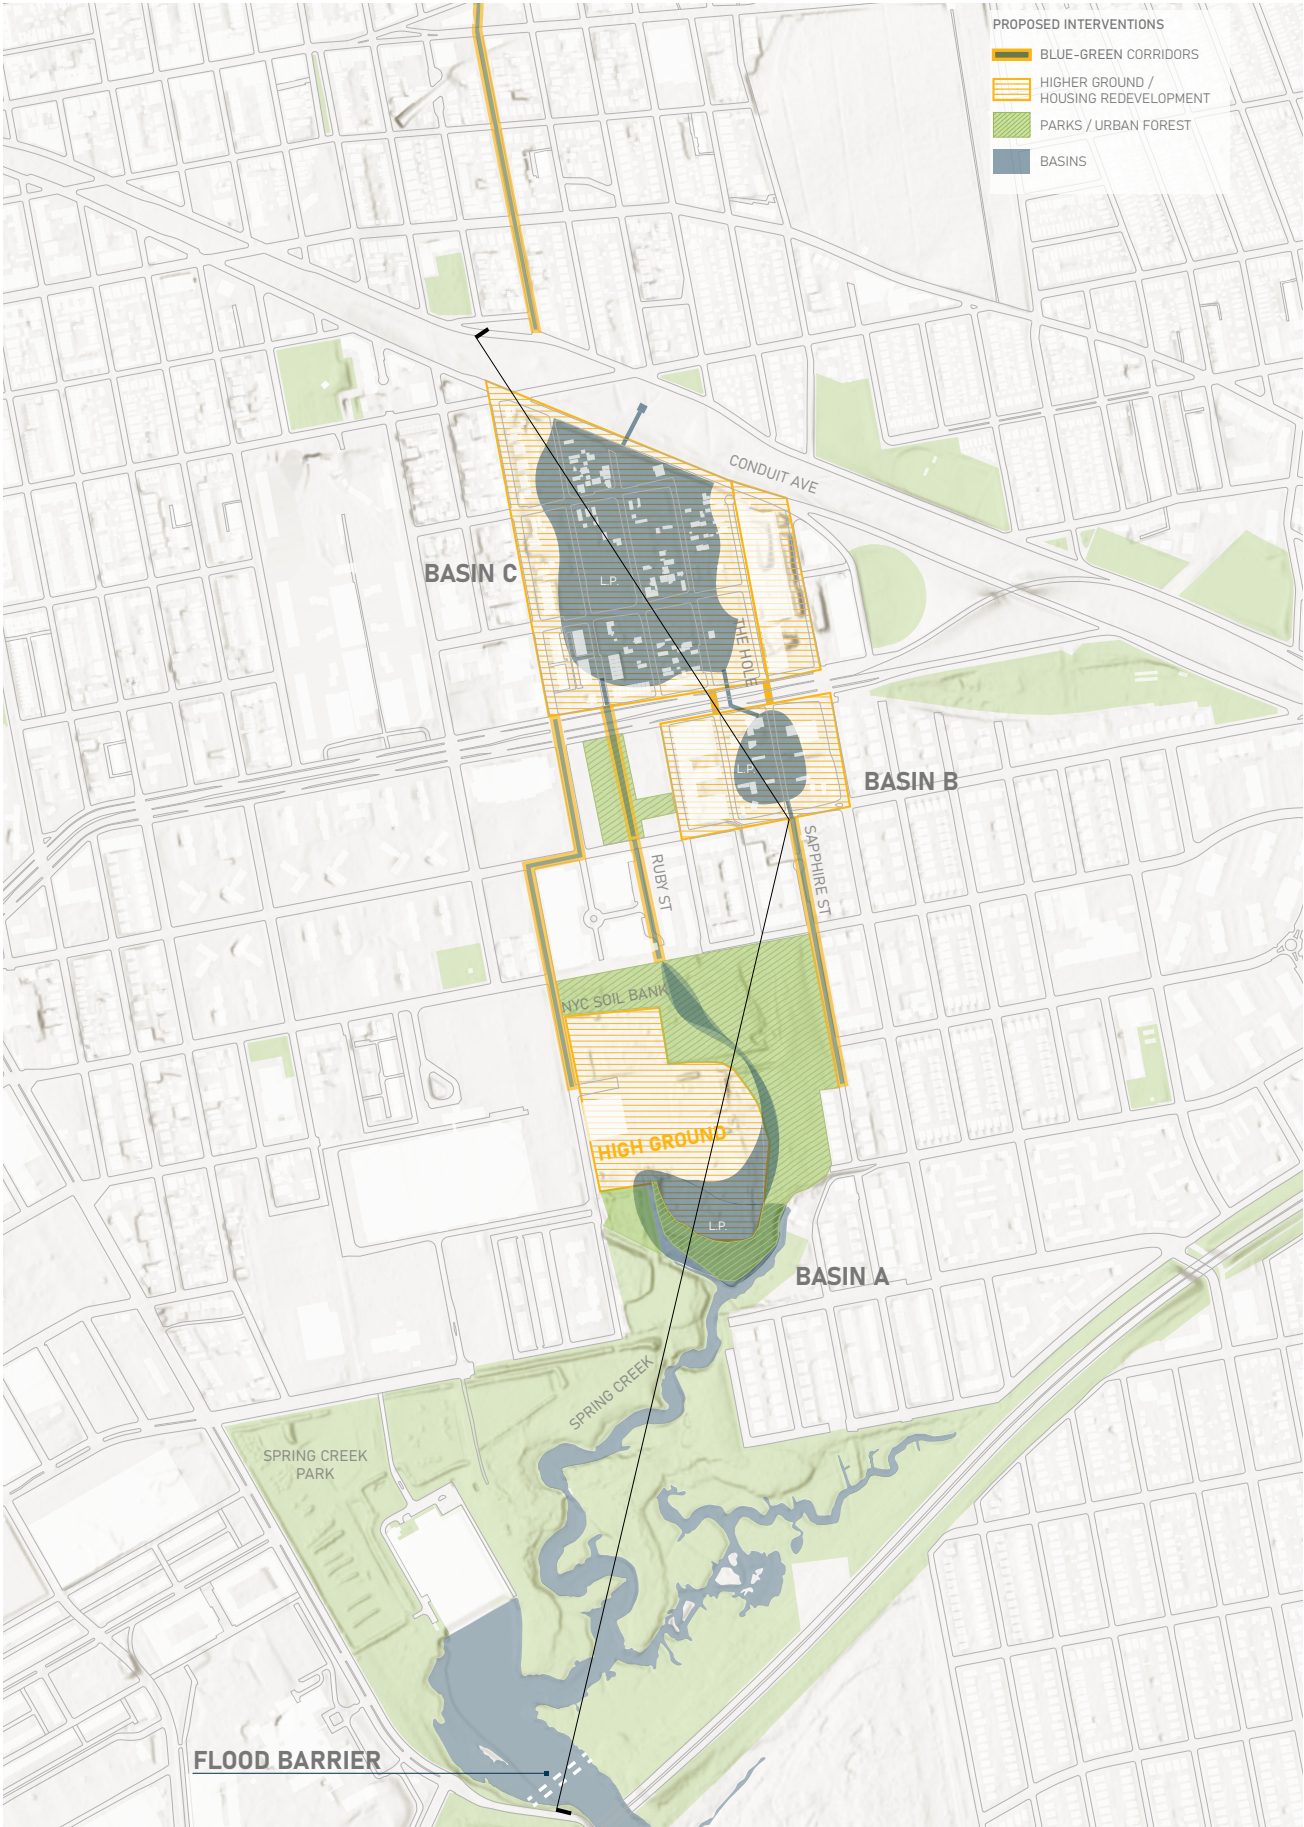 PROPOSED INTERVENTIONS
BLUE-GREEN CORRIDORS
HIGHER GROUND /
HOUSING REDEVELOPMENT
PARKS / URBAN FOREST
BASINS
CONDUIT AVE
BASIN C
L.P.
THE HOLE
L.P.
BASIN B
SAPPHIRE ST
RUBY ST
NYC SOIL BANK
HIGH GROUND
L.P.
BASIN A
SPRING CREEK
SPRING CREEK
PARK
FLOOD BARRIER